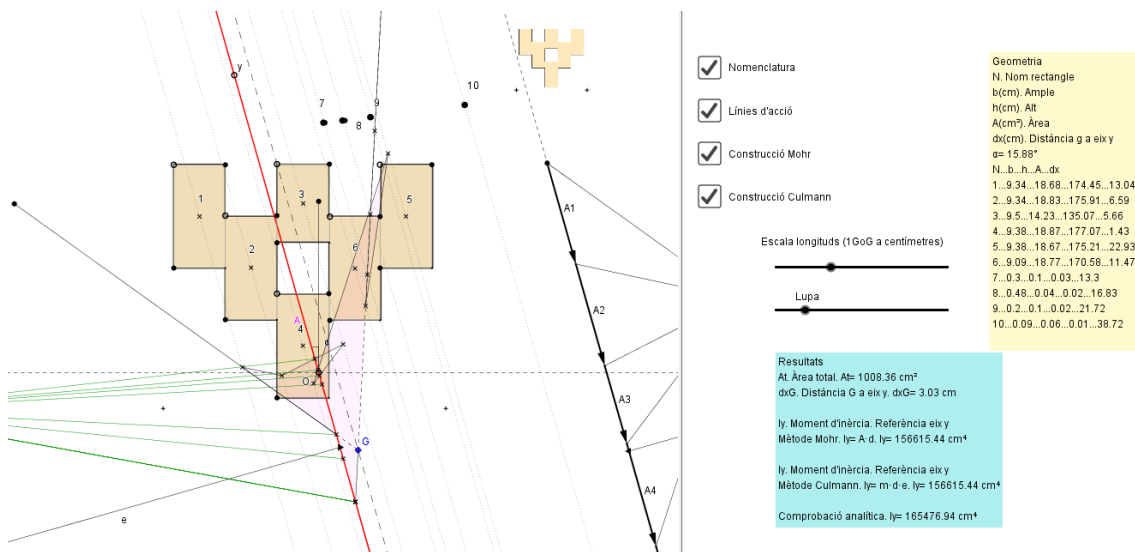 y
10
7
9
8
1
3
5
2
6
A
4
α
O
G
e
A1
A2
A3
A4
Nomenclatura
Línies d'acció
Construcció Mohr
Construcció Culmann
Escala longituds (1GoG a centímetres)
Lupa
Geometria
N. Nom rectangle
b(cm). Ample
h(cm). Alt
A(cm²). Àrea
dx(cm). Distància g a eix y
α= 15.88°
N...b...h...A...dx
1...9.34...18.68...174.45...13.04
2...9.34...18.83...175.91...6.59
3...9.5...14.23...135.07...5.66
4...9.38...18.87...177.07...1.43
5...9.38...18.67...175.21...22.93
6...9.09...18.77...170.58...11.47
7...0.3...0.1...0.03...13.3
8...0.48...0.04...0.02...16.83
9...0.2...0.1...0.02...21.72
10...0.09...0.06...0.01...38.72
Resultats
At. Àrea total. At= 1008.36 cm²
dxG. Distància G a eix y. dxG= 3.03 cm
Iy. Moment d'inèrcia. Referència eix y
Mètode Mohr. Iy= A·d. Iy= 156615.44 cm⁴
Iy. Moment d'inèrcia. Referència eix y
Mètode Culmann. Iy= m·d·e. Iy= 156615.44 cm⁴
Comprobació analítica. Iy= 165476.94 cm⁴